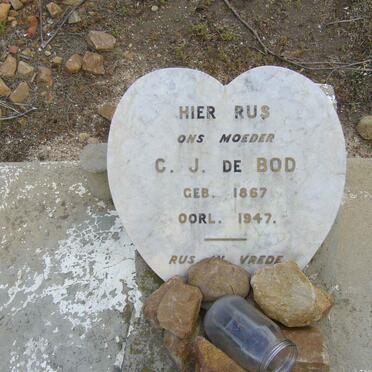 HIER RUS
ONS MOEDER
C. J. DE BOD
GEB. 1867
OORL. 1947.
RUS IN VREDE